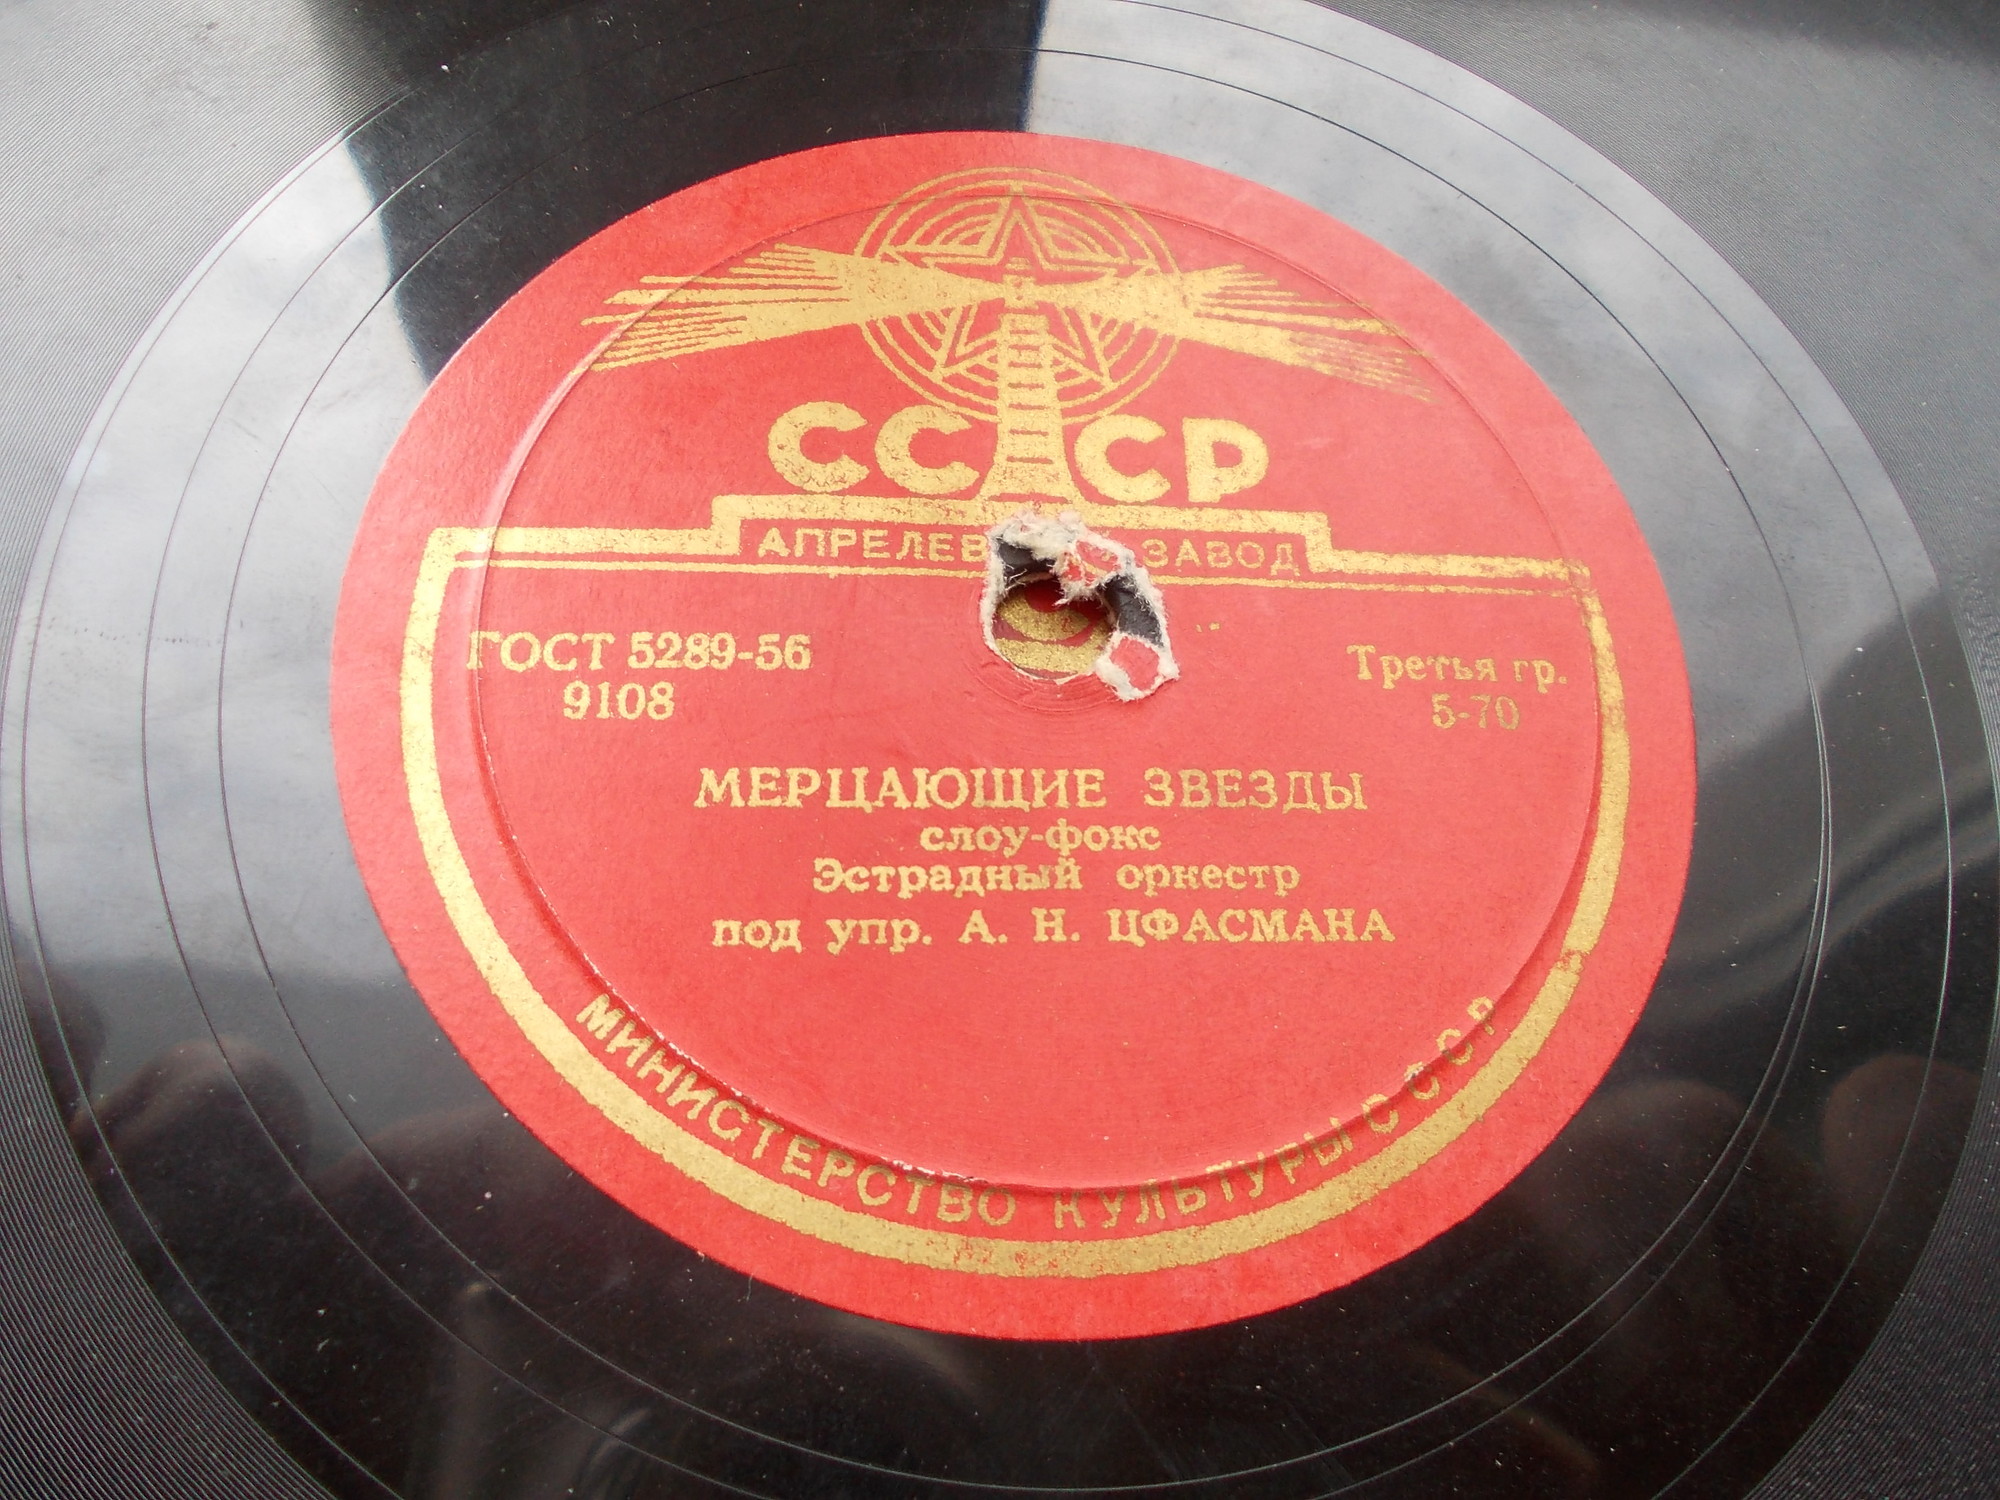 СССР
ЗАВОД
ГОСТ 5289-56
9108
Третья гр.
5-70
МЕРЦАЮЩИЕ ЗВЕЗДЫ
слоу-фокс
Эстрадный оркестр
под упр. А. Н. ЦФАСМАНА
МИНИСТЕРСТВО КУЛЬТУРЫ СССР